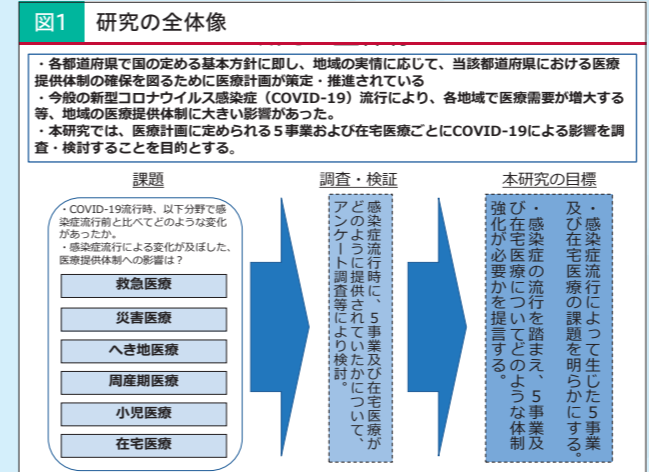 図1 研究の全体像
・各都道府県で国の定める基本方針に即し、地域の実情に応じて、当該都道府県における医療
提供体制の確保を図るために医療計画が策定・推進されている
・今般の新型コロナウイルス感染症（COVID-19）流行により、各地域で医療需要が増大する
等、地域の医療提供体制に大きい影響があった。
・本研究では、医療計画に定められる５事業および在宅医療ごとにCOVID-19による影響を調
査・検討することを目的とする。
課題
・COVID-19流行時、以下分野で感
染症流行前と比べてどのような変化
があったか。
・感染症流行による変化が及ぼした、
医療提供体制への影響は？
救急医療
災害医療
へき地医療
周産期医療
小児医療
在宅医療
調査・検証
感染症流行時に、５事業及び在宅医療が
どのように提供されていたかについて、
アンケート調査等により検討。
本研究の目標
・感染症流行によって生じた５事業
及び在宅医療の課題を明らかにする。
・感染症の流行を踏まえ、５事業及
び在宅医療についてどのような体制
強化が必要かを提言する。